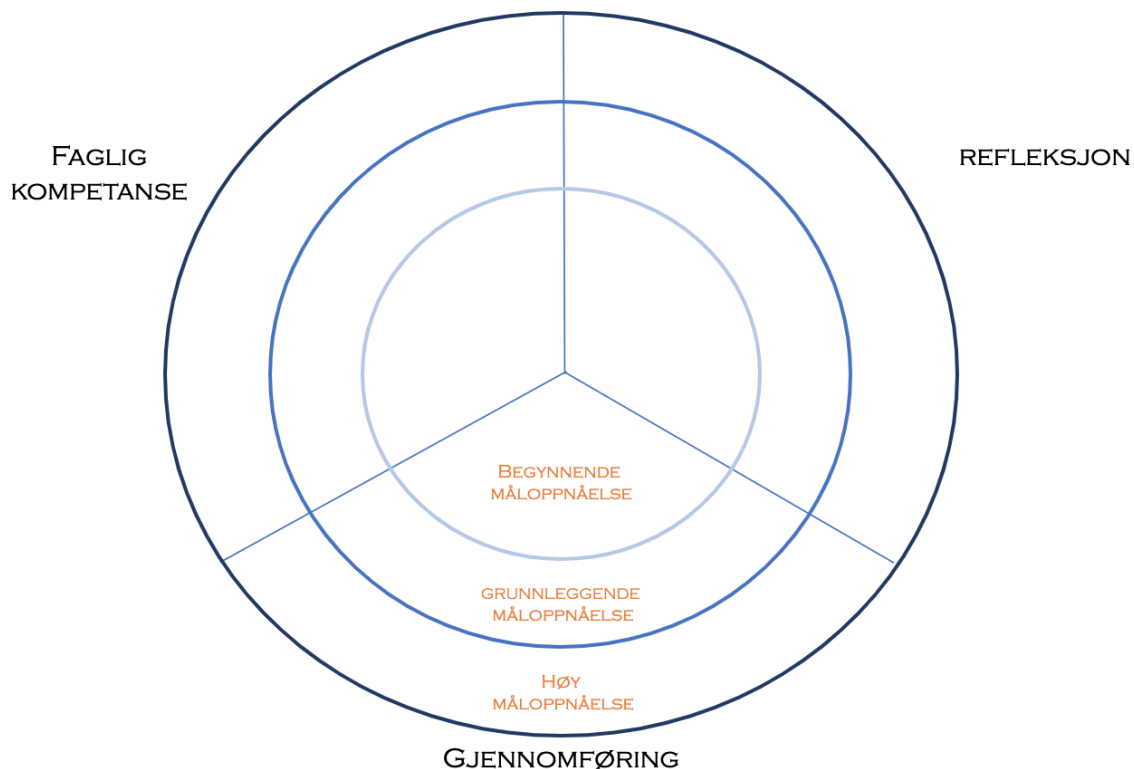 Faglig
kompetanse
refleksjon
Begynnende
måloppnåelse
grunnleggende
måloppnåelse
Høy
måloppnåelse
Gjennomføring